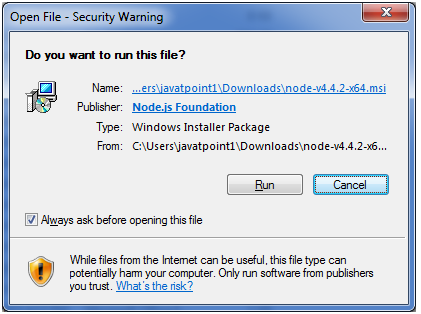 Open File - Security Warning
Do you want to run this file?
Name: ...ers\javatpoint1\Downloads\node-v4.4.2-x64.msi
Publisher: Node.js Foundation
Type: Windows Installer Package
From: C:\Users\javatpoint1\Downloads\node-v4.4.2-x6...
Run Cancel
Always ask before opening this file
While files from the Internet can be useful, this file type can
potentially harm your computer. Only run software from publishers
you trust. What's the risk?